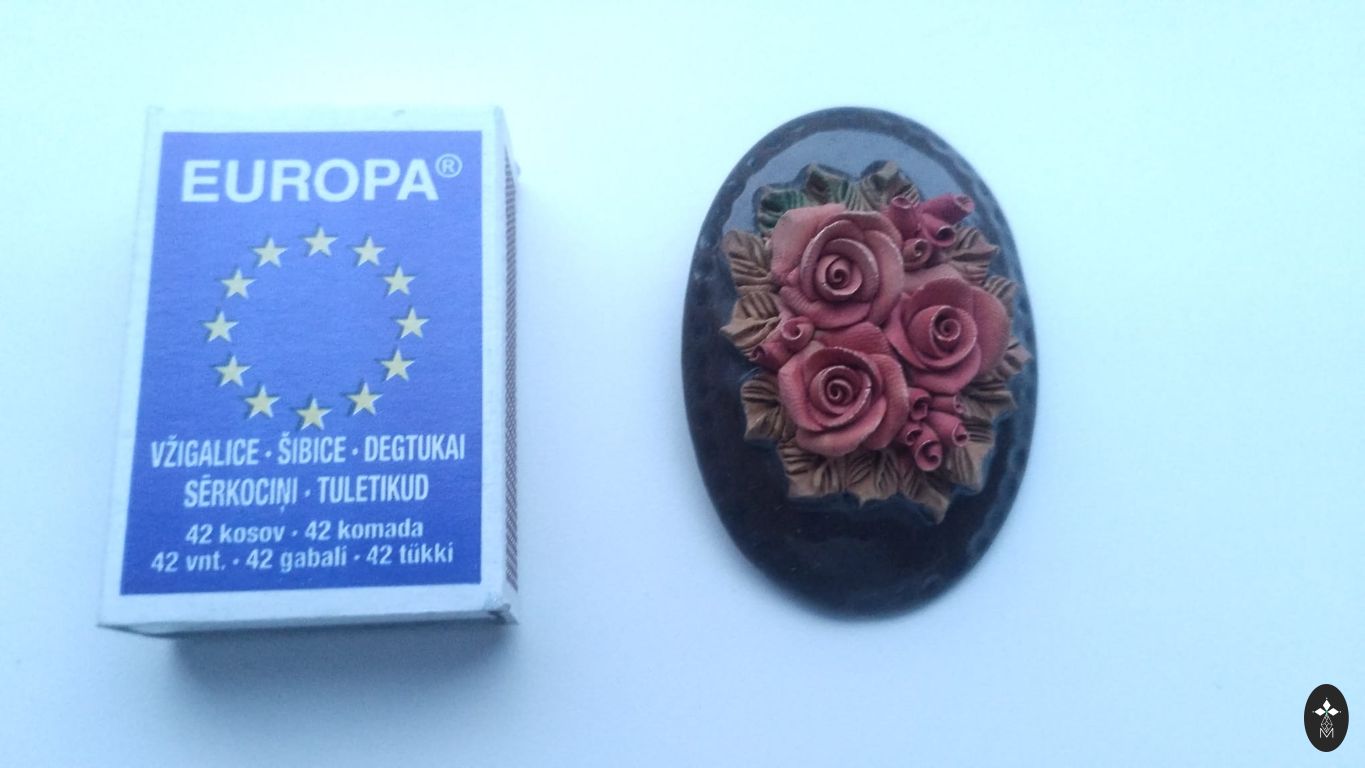 EUROPA®
VŽIGALICE · ŠIBICE · DEGTUKAI
SĒRKOCIŅI · TULETIKUD
42 kosov · 42 komada
42 vnt. · 42 gabali · 42 tükki
M